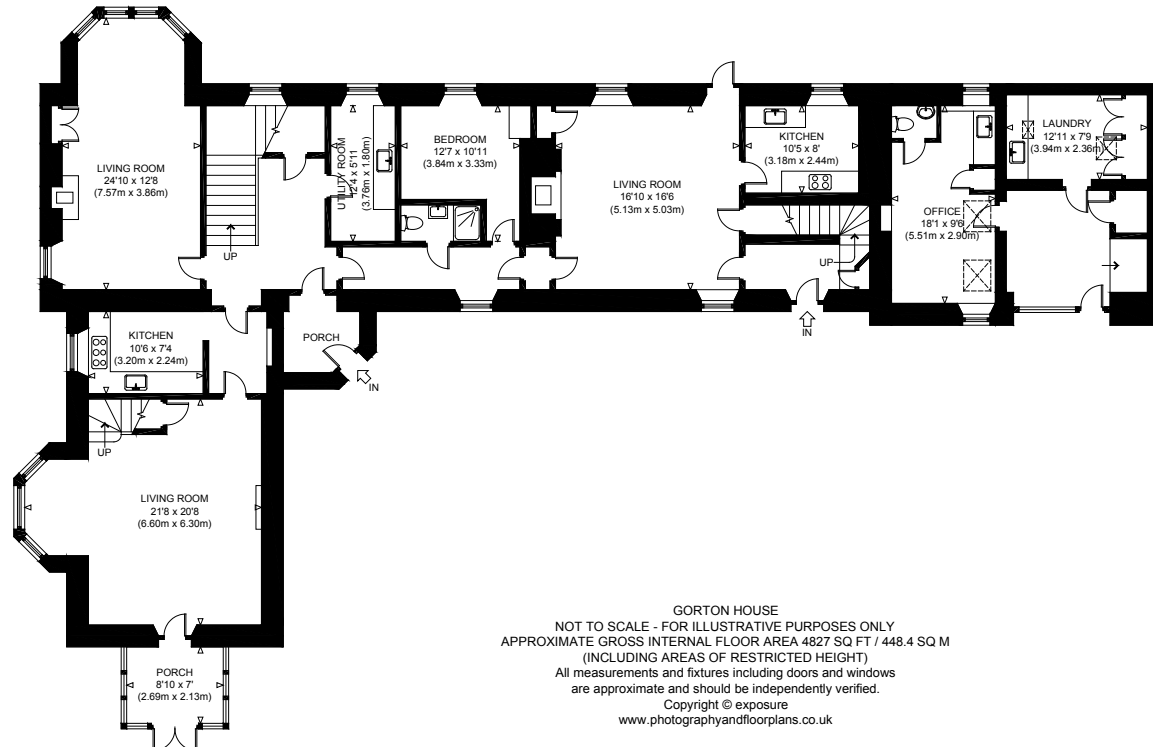 LIVING ROOM
24'10 x 12'8
(7.57m x 3.86m)
UP
UTILITY ROOM
12'4 x 5'11
(3.76m x 1.80m)
BEDROOM
12'7 x 10'11
(3.84m x 3.33m)
LIVING ROOM
16'10 x 16'6
(5.13m x 5.03m)
KITCHEN
10'5 x 8'
(3.18m x 2.44m)
UP
IN
OFFICE
18'1 x 9'6
(5.51m x 2.90m)
LAUNDRY
12'11 x 7'9
(3.94m x 2.36m)
KITCHEN
10'6 x 7'4
(3.20m x 2.24m)
PORCH
IN
UP
LIVING ROOM
21'8 x 20'8
(6.60m x 6.30m)
PORCH
8'10 x 7'
(2.69m x 2.13m)
GORTON HOUSE
NOT TO SCALE - FOR ILLUSTRATIVE PURPOSES ONLY
APPROXIMATE GROSS INTERNAL FLOOR AREA 4827 SQ FT / 448.4 SQ M
(INCLUDING AREAS OF RESTRICTED HEIGHT)
All measurements and fixtures including doors and windows
are approximate and should be independently verified.
Copyright © exposure
www.photographyandfloorplans.co.uk